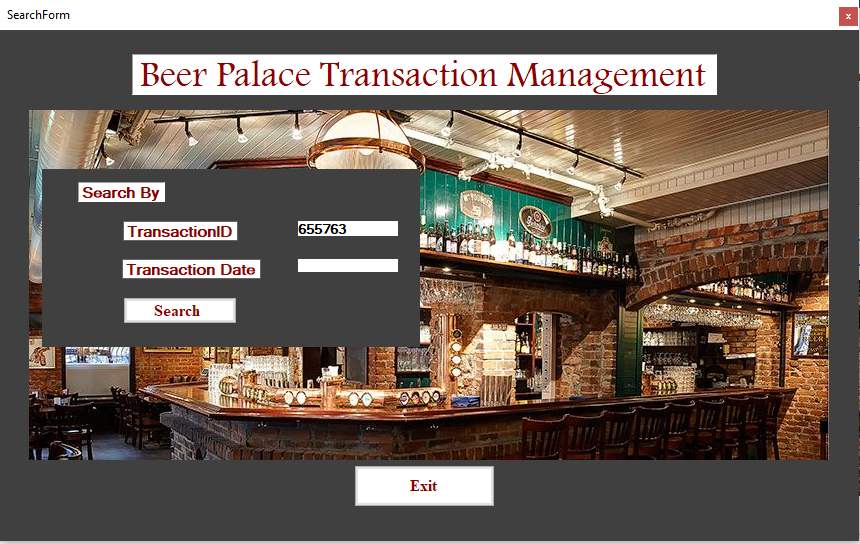 SearchForm
x
Beer Palace Transaction Management
Search By
TransactionID
655763
Transaction Date
Search
Exit